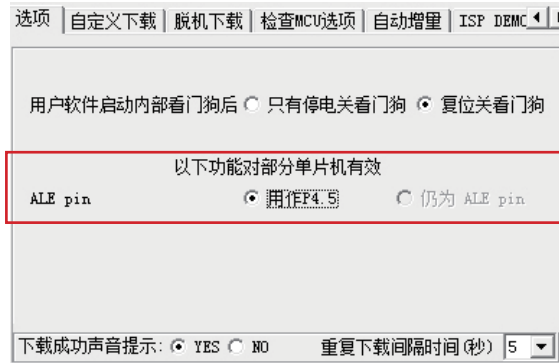 选项 自定义下载 脱机下载 检查MCU选项 自动增量 ISP DEMO
用户软件启动内部看门狗后 只有停电关看门狗 复位关看门狗
以下功能对部分单片机有效
ALE pin 用作P4.5 仍为 ALE pin
下载成功声音提示: YES NO 重复下载间隔时间(秒) 5